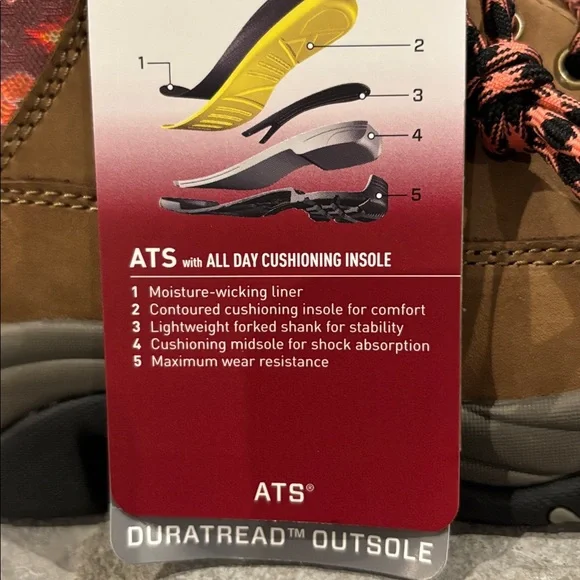 1
2
3
4
5
ATS with ALL DAY CUSHIONING INSOLE
1 Moisture-wicking liner
2 Contoured cushioning insole for comfort
3 Lightweight forked shank for stability
4 Cushioning midsole for shock absorption
5 Maximum wear resistance
ATS®
DURATREAD™ OUTSOLE